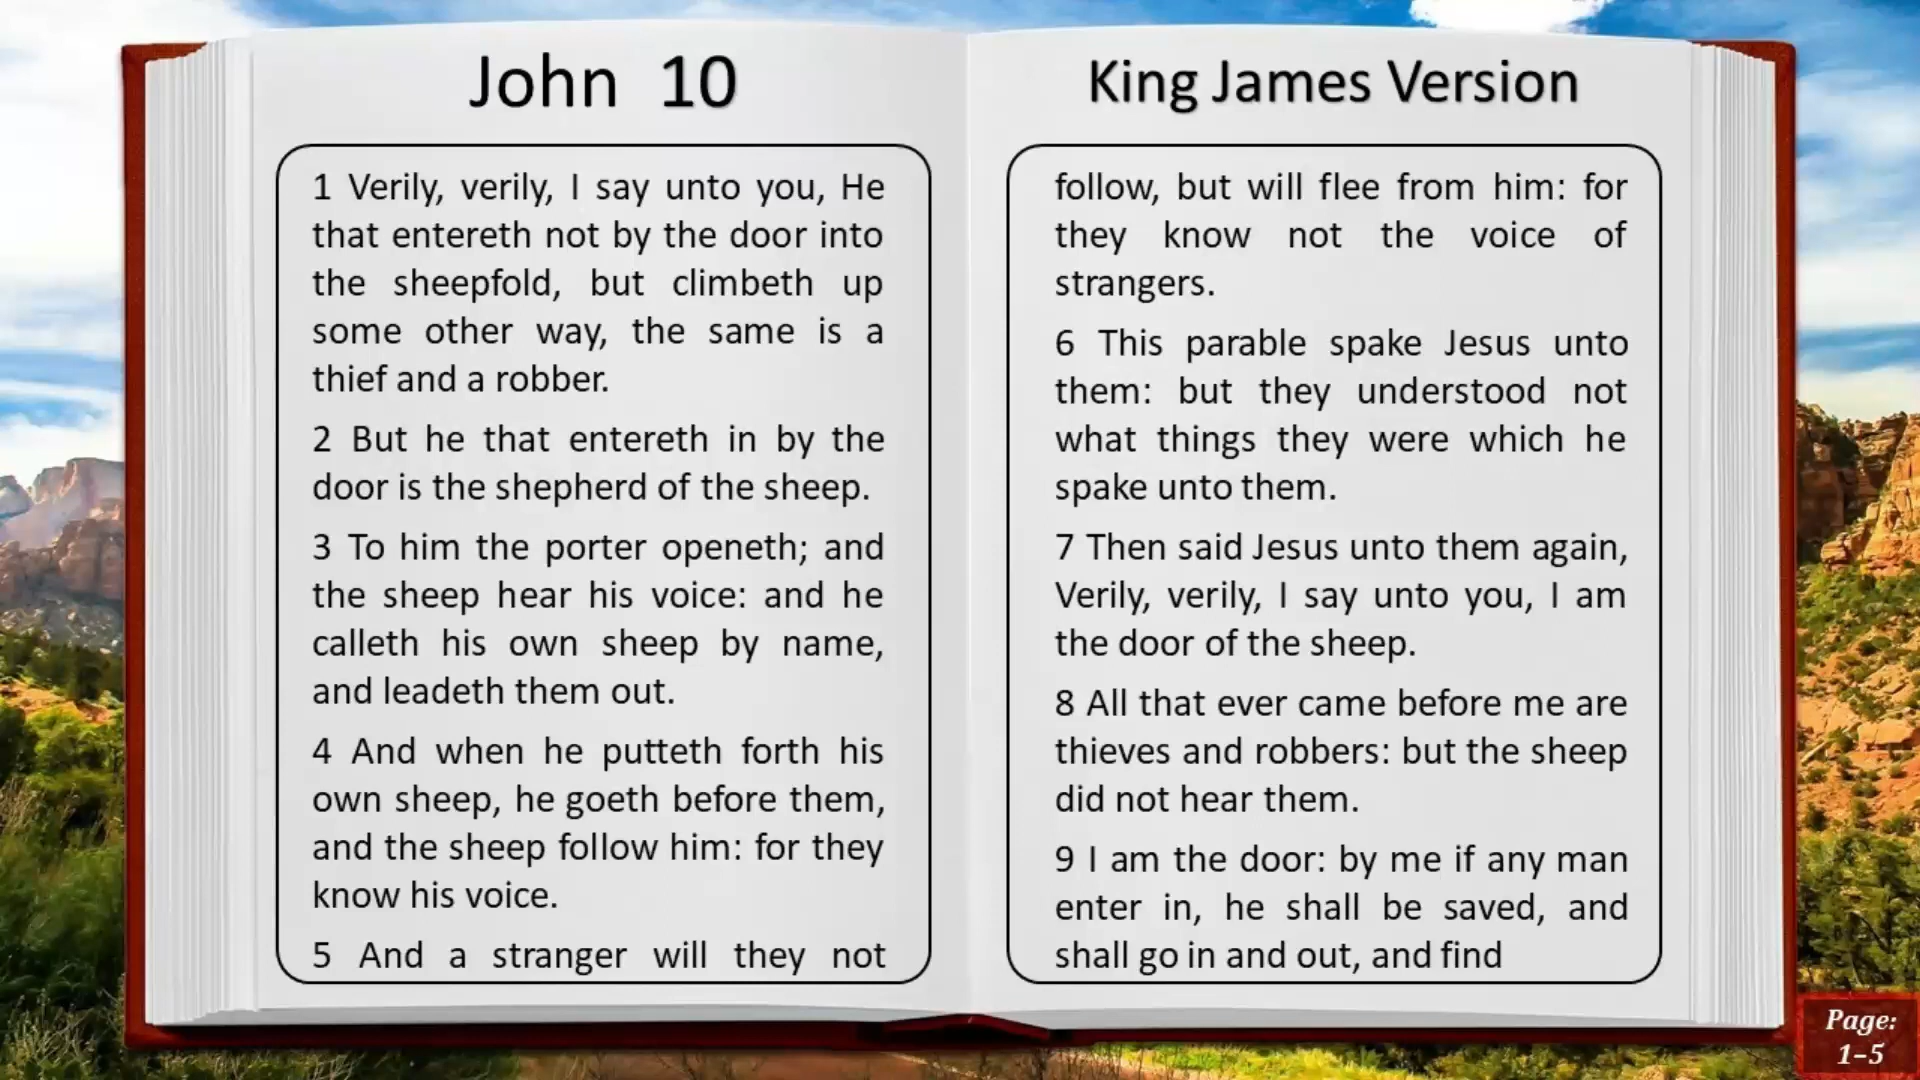 John 10
1 Verily, verily, I say unto you, He
that entereth not by the door into
the sheepfold, but climbeth up
some other way, the same is a
thief and a robber.
2 But he that entereth in by the
door is the shepherd of the sheep.
3 To him the porter openeth; and
the sheep hear his voice: and he
calleth his own sheep by name,
and leadeth them out.
4 And when he putteth forth his
own sheep, he goeth before them,
and the sheep follow him: for they
know his voice.
5 And a stranger will they not
King James Version
follow, but will flee from him: for
they know not the voice of
strangers.
6 This parable spake Jesus unto
them: but they understood not
what things they were which he
spake unto them.
7 Then said Jesus unto them again,
Verily, verily, I say unto you, I am
the door of the sheep.
8 All that ever came before me are
thieves and robbers: but the sheep
did not hear them.
9 I am the door: by me if any man
enter in, he shall be saved, and
shall go in and out, and find
Page:
1–5